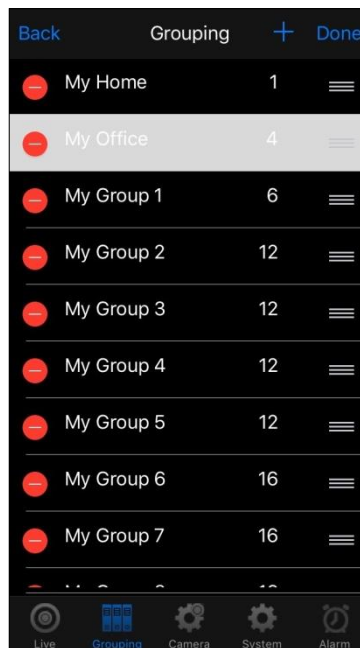 Back Grouping + Done
My Home 1
My Office 4
My Group 1 6
My Group 2 12
My Group 3 12
My Group 4 12
My Group 5 12
My Group 6 16
My Group 7 16
Live Grouping Camera System Alarm